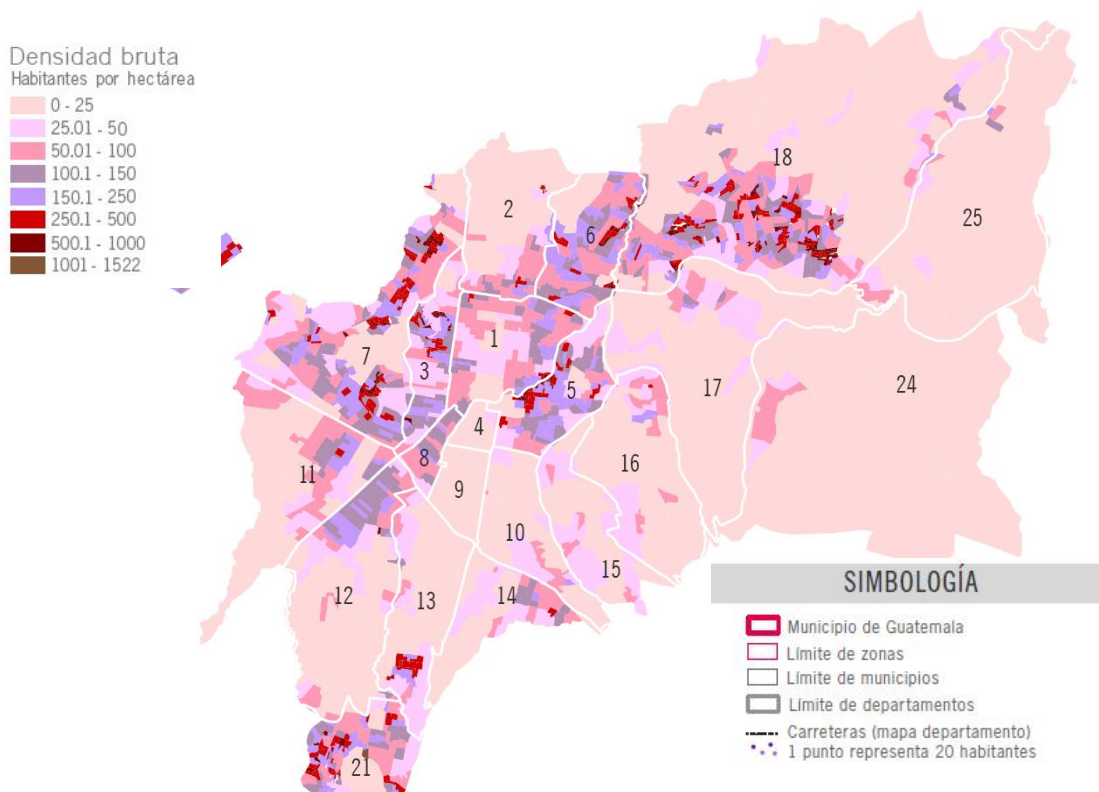 Densidad bruta
Habitantes por hectárea
0 - 25
25.01 - 50
50.01 - 100
100.1 - 150
150.1 - 250
250.1 - 500
500.1 - 1000
1001 - 1522
18
2
25
6
1
7
3
5
17
24
4
8
16
11
9
10
15
12
13
14
21
SIMBOLOGÍA
Municipio de Guatemala
Límite de zonas
Límite de municipios
Límite de departamentos
Carreteras (mapa departamento)
1 punto representa 20 habitantes